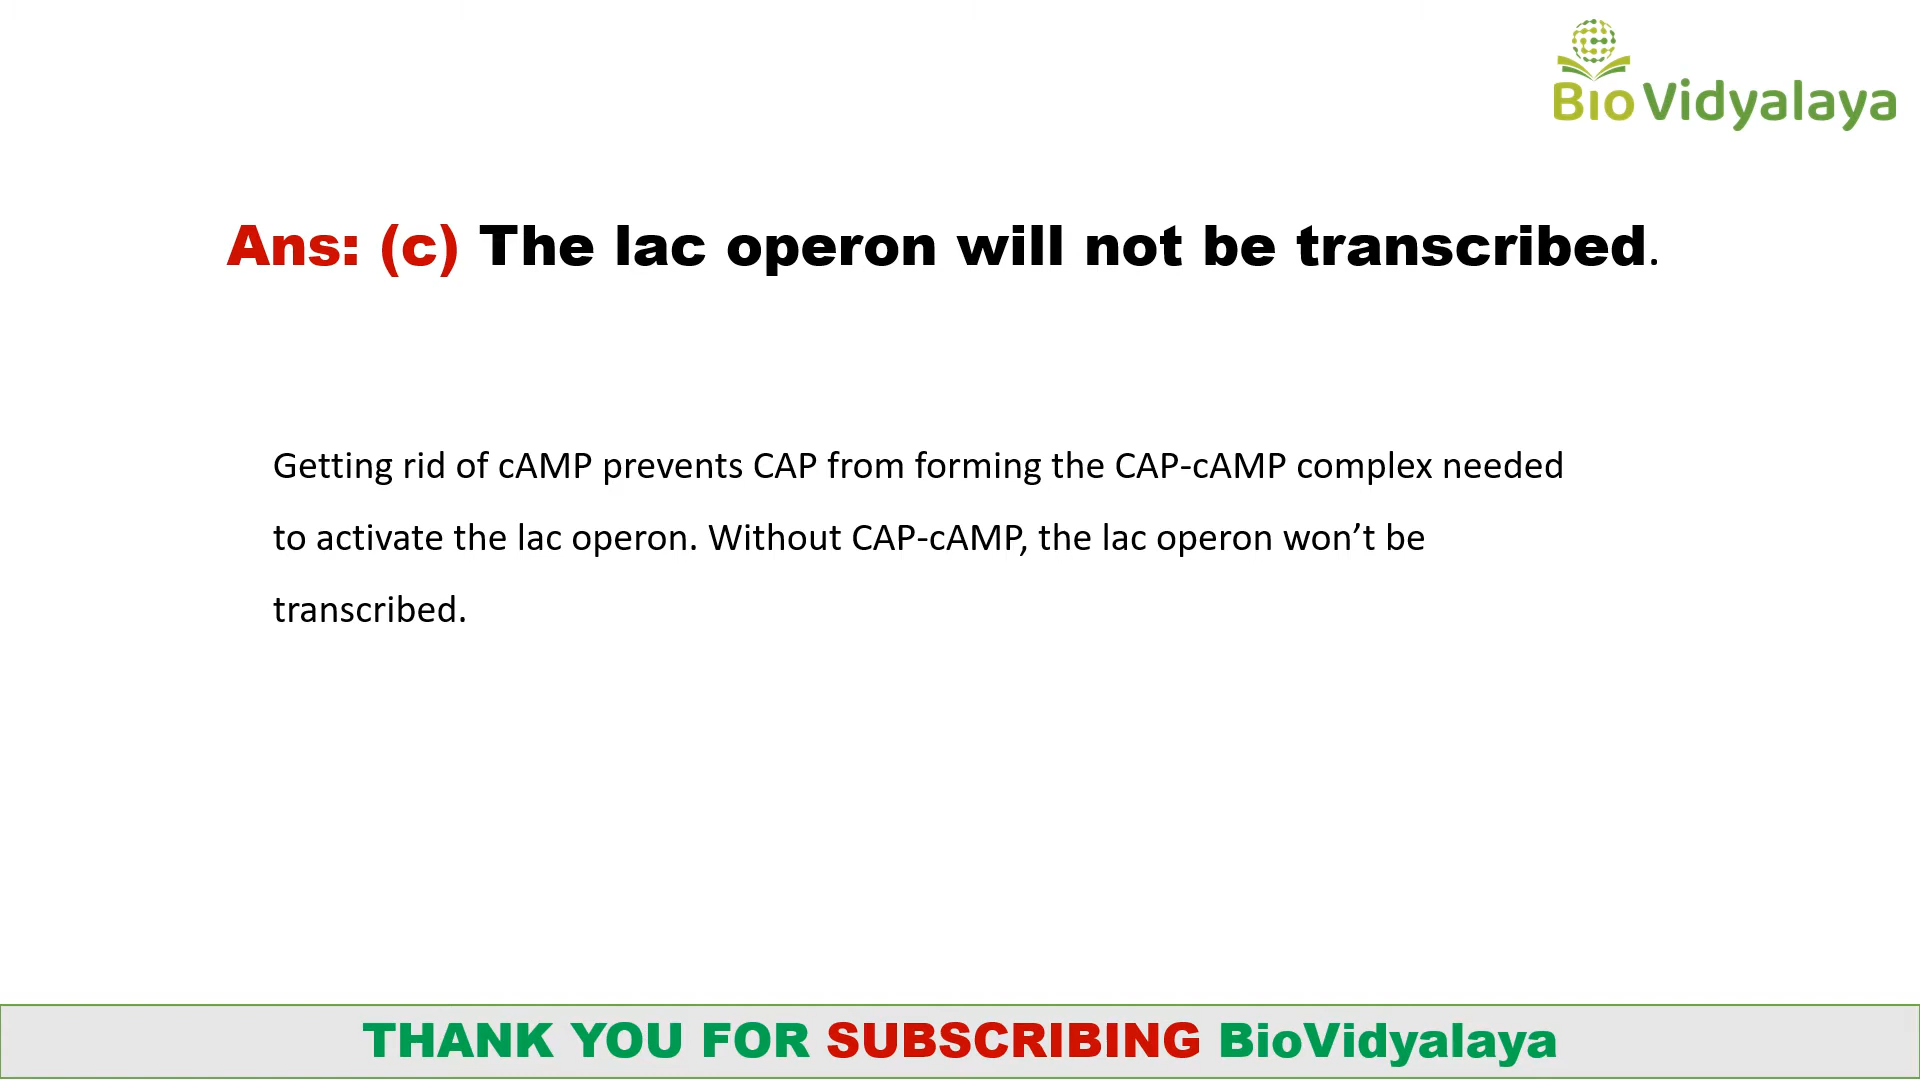 Bio Vidyalaya
Ans: (c) The lac operon will not be transcribed.
Getting rid of cAMP prevents CAP from forming the CAP-cAMP complex needed
to activate the lac operon. Without CAP-cAMP, the lac operon won’t be
transcribed.
THANK YOU FOR SUBSCRIBING BioVidyalaya